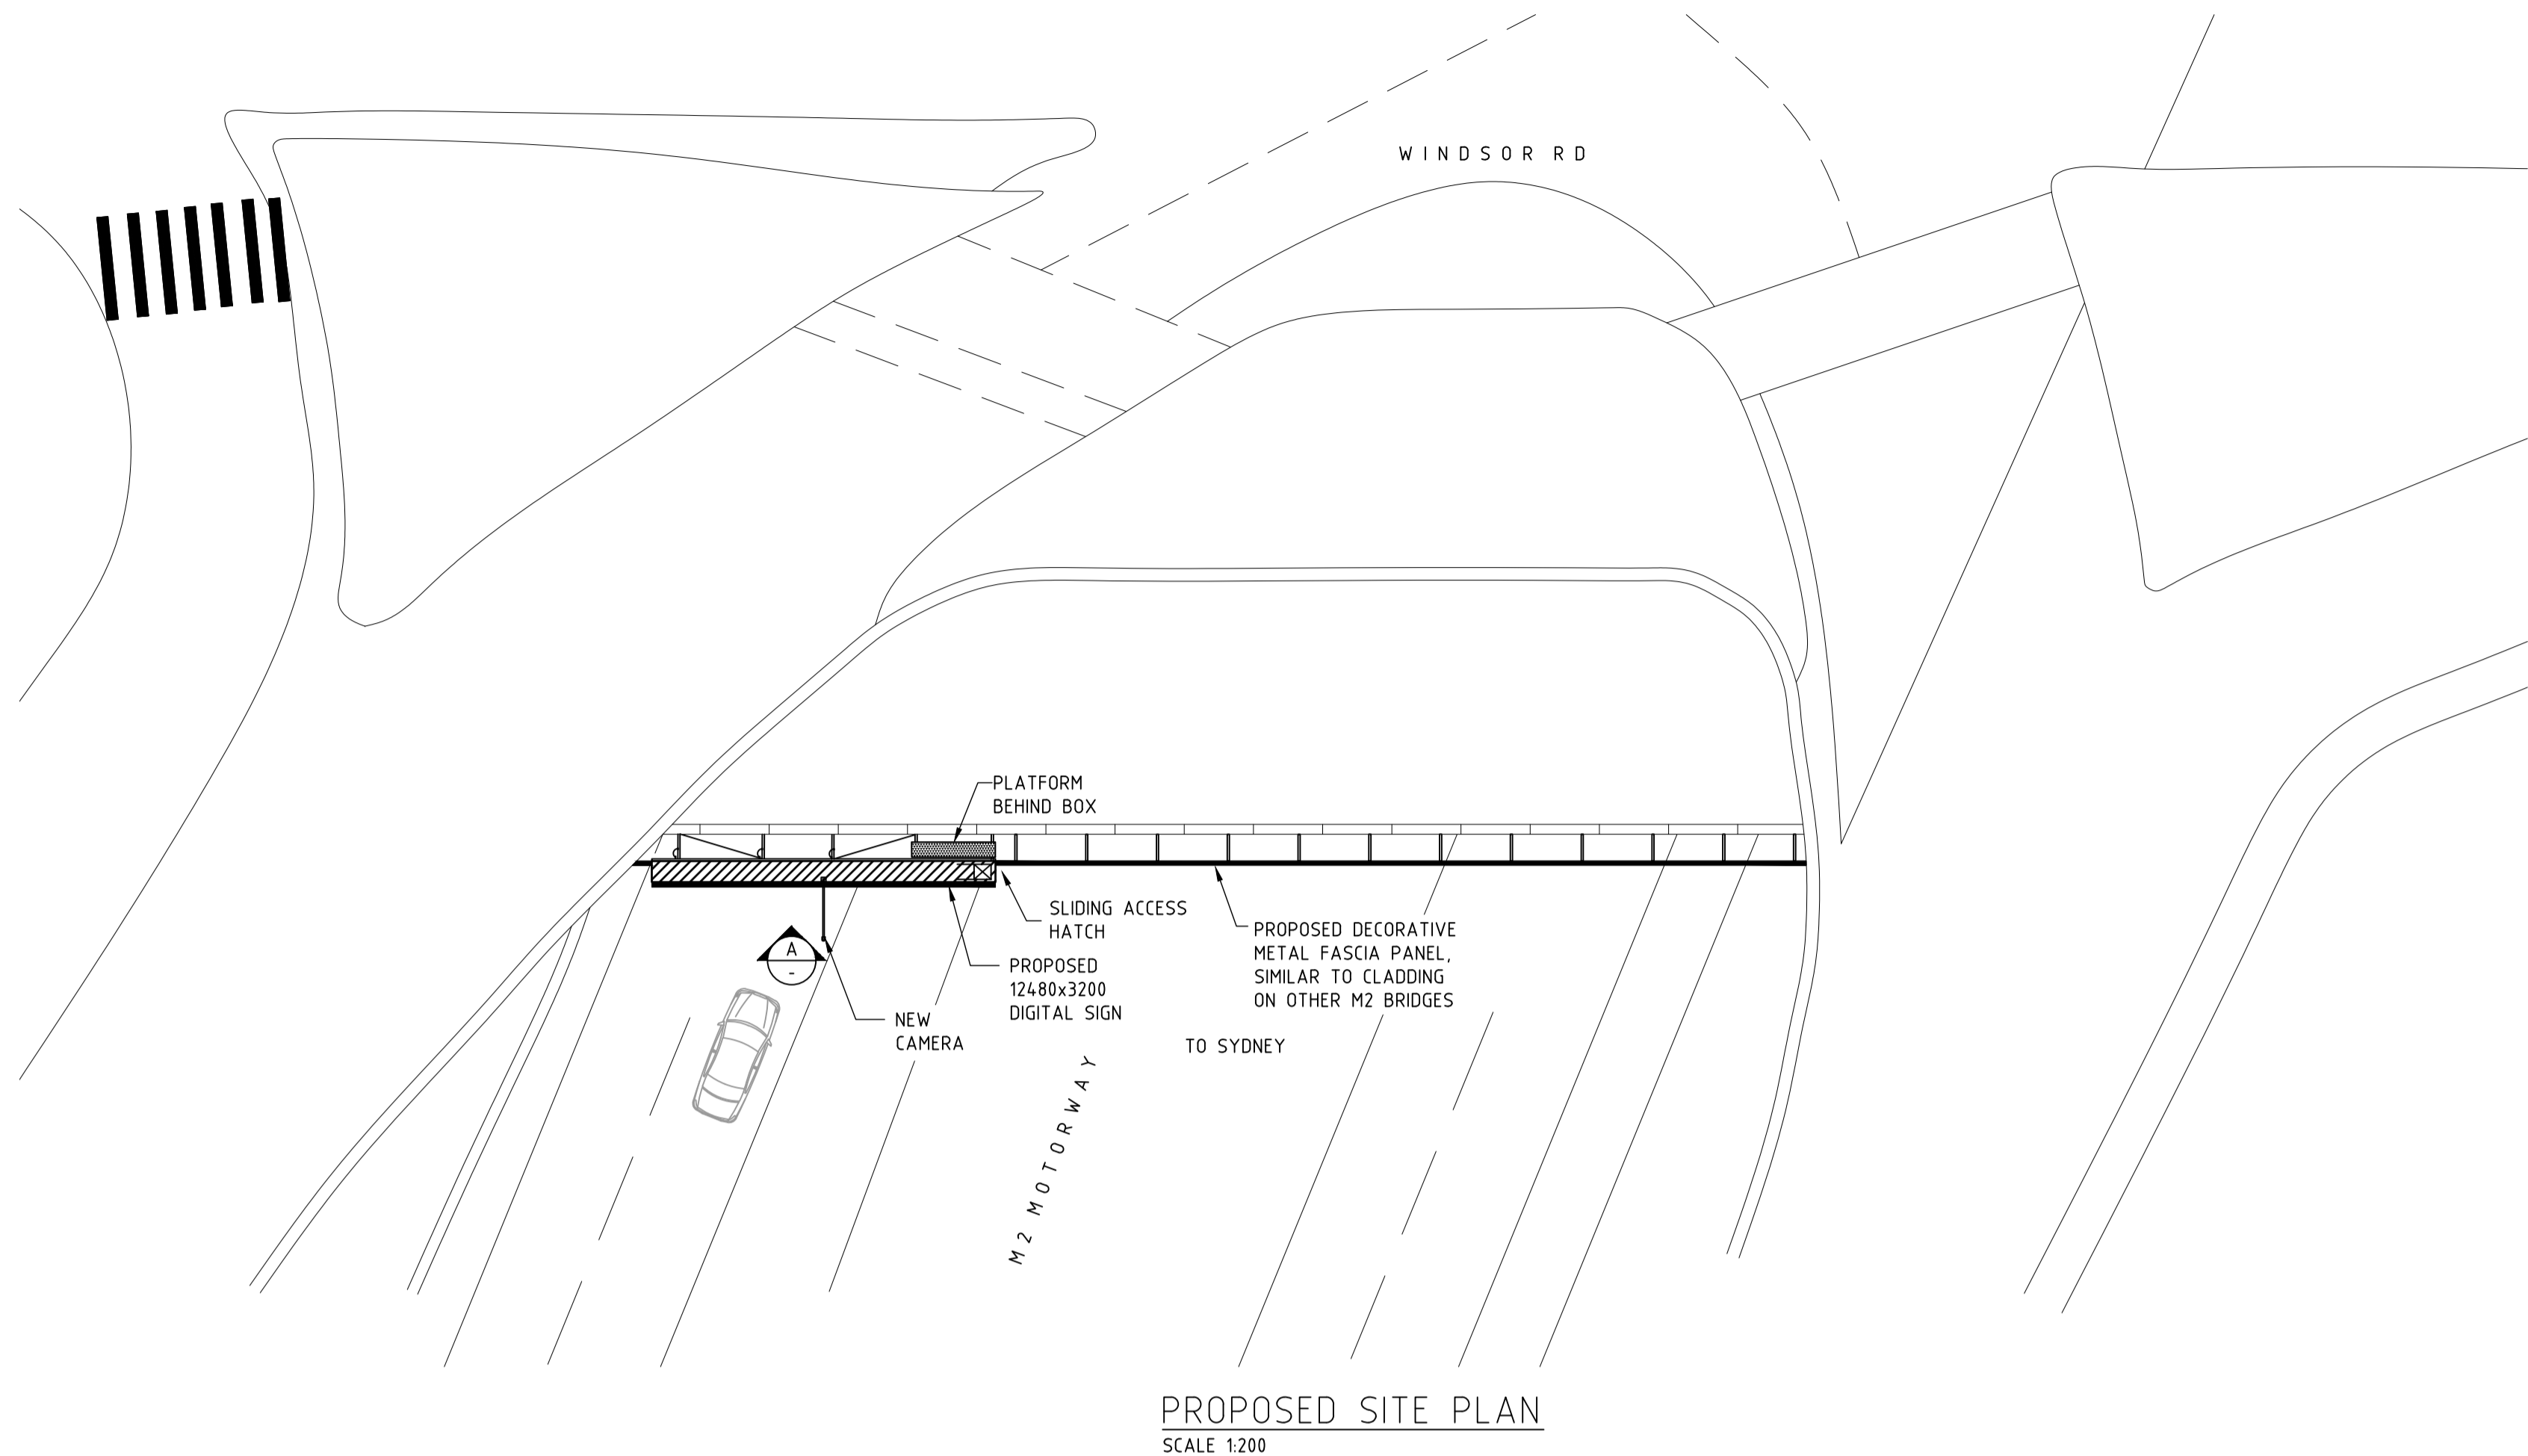 WINDSOR RD
PLATFORM
BEHIND BOX
SLIDING ACCESS
HATCH
PROPOSED DECORATIVE
METAL FASCIA PANEL,
SIMILAR TO CLADDING
ON OTHER M2 BRIDGES
A
-
PROPOSED
12480x3200
DIGITAL SIGN
NEW
CAMERA
TO SYDNEY
M2 MOTORWAY
PROPOSED SITE PLAN
SCALE 1:200